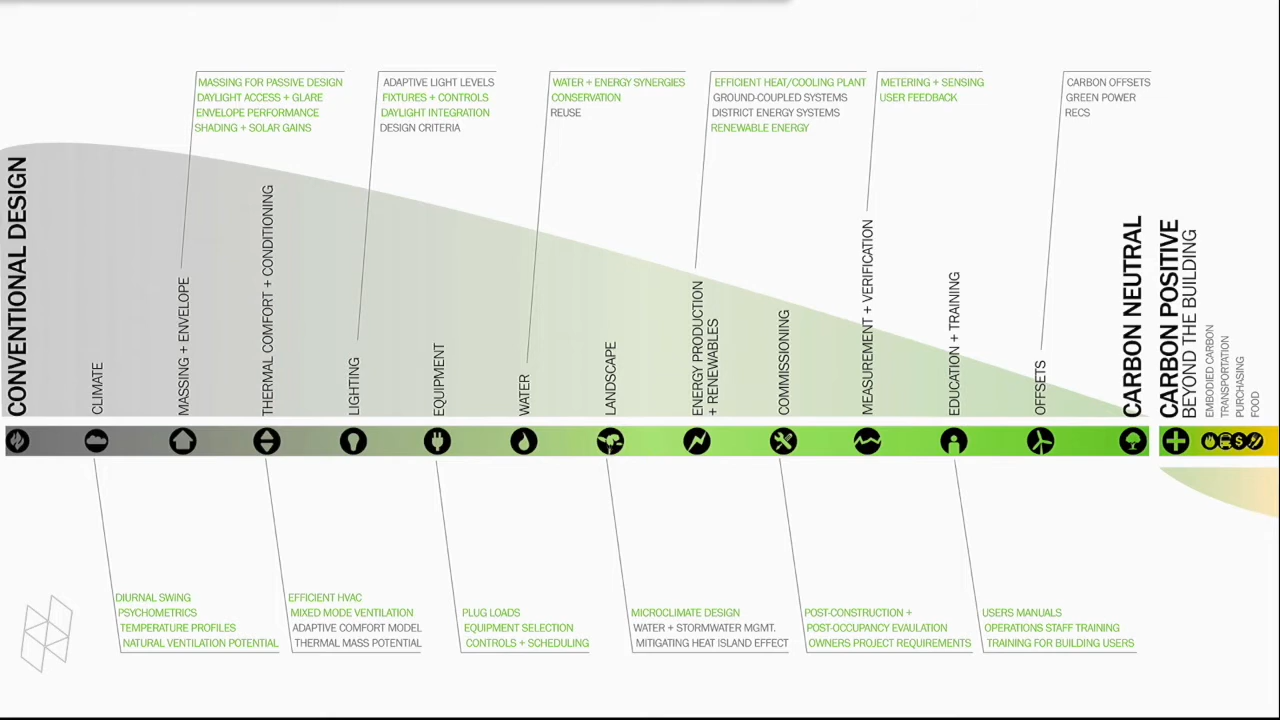 MASSING FOR PASSIVE DESIGN
DAYLIGHT ACCESS + GLARE
ENVELOPE PERFORMANCE
SHADING + SOLAR GAINS
ADAPTIVE LIGHT LEVELS
FIXTURES + CONTROLS
DAYLIGHT INTEGRATION
DESIGN CRITERIA
WATER + ENERGY SYNERGIES
CONSERVATION
REUSE
EFFICIENT HEAT/COOLING PLANT
GROUND-COUPLED SYSTEMS
DISTRICT ENERGY SYSTEMS
RENEWABLE ENERGY
METERING + SENSING
USER FEEDBACK
CARBON OFFSETS
GREEN POWER
RECS
CONVENTIONAL DESIGN
CLIMATE
MASSING + ENVELOPE
THERMAL COMFORT + CONDITIONING
LIGHTING
EQUIPMENT
WATER
LANDSCAPE
ENERGY PRODUCTION
+ RENEWABLES
COMMISSIONING
MEASUREMENT + VERIFICATION
EDUCATION + TRAINING
OFFSETS
CARBON NEUTRAL
CARBON POSITIVE
BEYOND THE BUILDING
EMBODIED CARBON
TRANSPORTATION
PURCHASING
FOOD
$
DIURNAL SWING
PSYCHOMETRICS
TEMPERATURE PROFILES
NATURAL VENTILATION POTENTIAL
EFFICIENT HVAC
MIXED MODE VENTILATION
ADAPTIVE COMFORT MODEL
THERMAL MASS POTENTIAL
PLUG LOADS
EQUIPMENT SELECTION
CONTROLS + SCHEDULING
MICROCLIMATE DESIGN
WATER + STORMWATER MGMT.
MITIGATING HEAT ISLAND EFFECT
POST-CONSTRUCTION +
POST-OCCUPANCY EVAULATION
OWNERS PROJECT REQUIREMENTS
USERS MANUALS
OPERATIONS STAFF TRAINING
TRAINING FOR BUILDING USERS